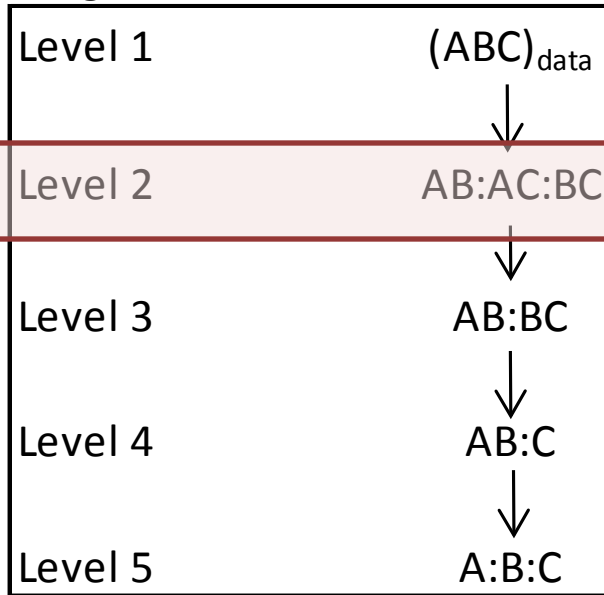 Level 1 (ABC)data
Level 2 AB:AC:BC
Level 3 AB:BC
Level 4 AB:C
Level 5 A:B:C